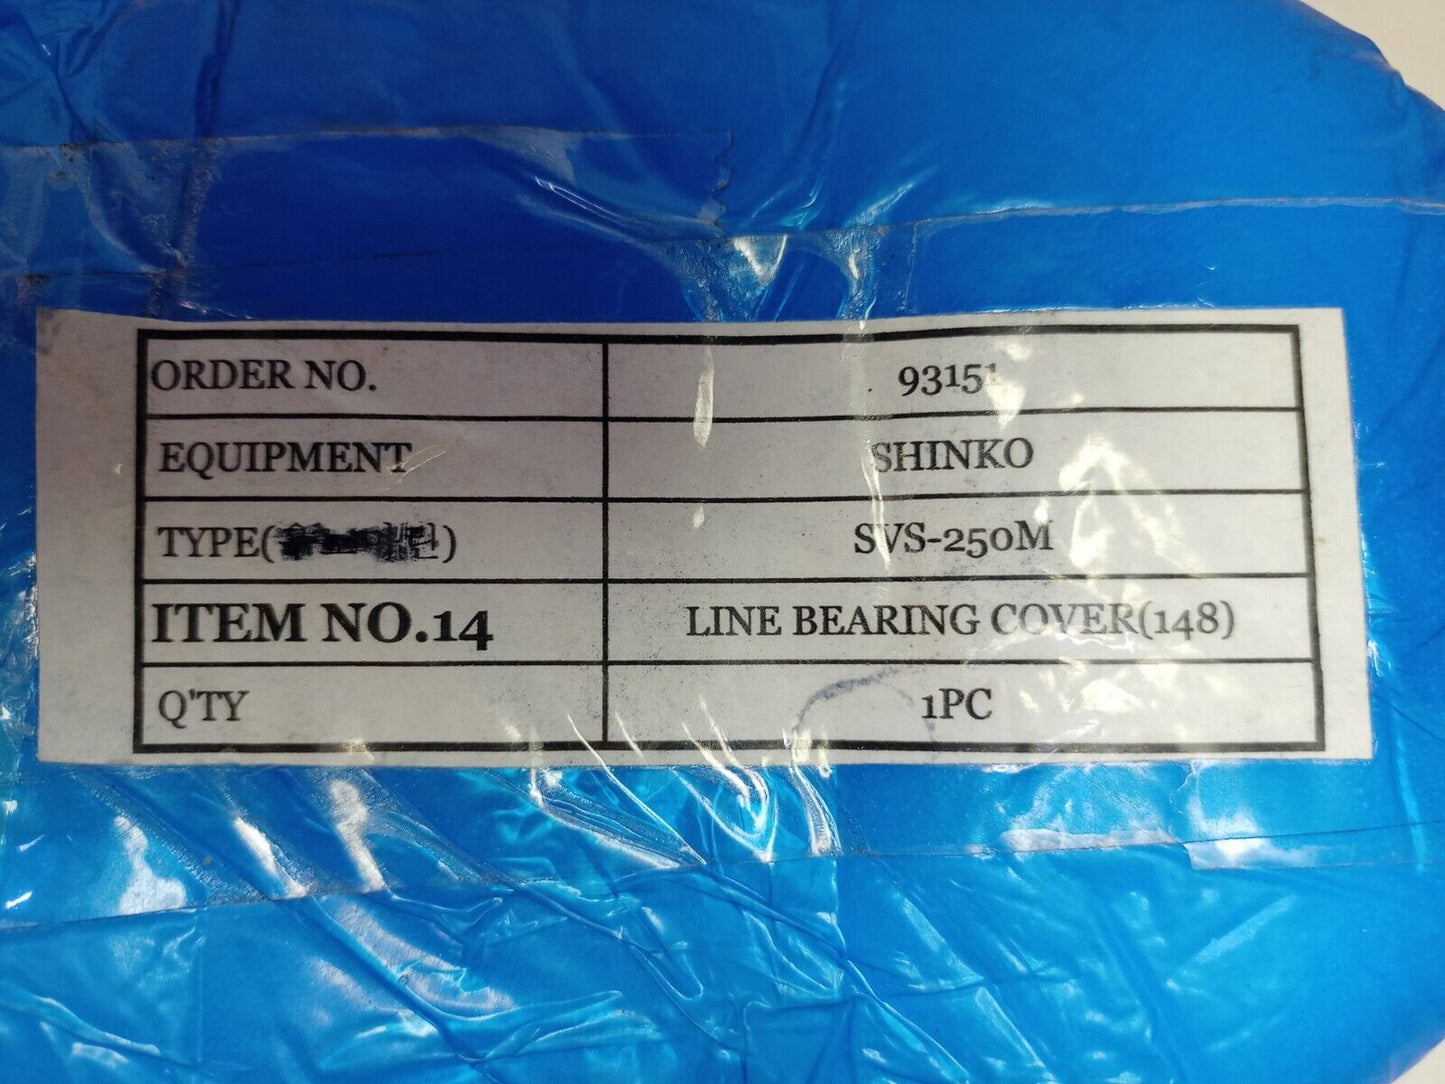 ORDER NO. 93151
EQUIPMENT SHINKO
TYPE( ) SVS-250M
ITEM NO.14 LINE BEARING COVER(148)
Q'TY 1PC